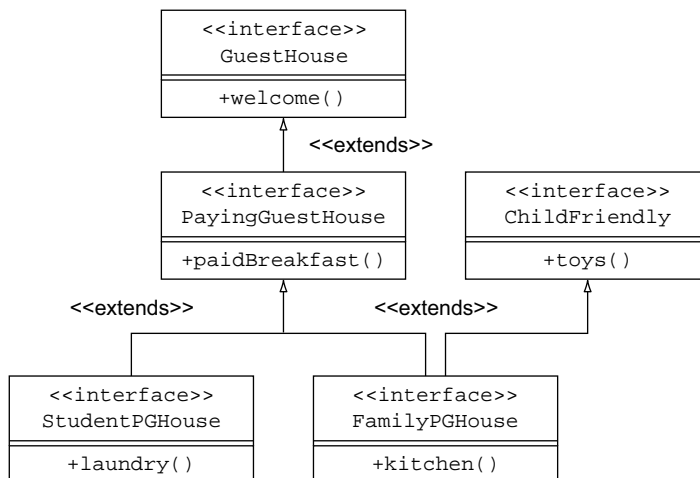 <<interface>>
GuestHouse
+welcome()
<<extends>>
<<interface>>
PayingGuestHouse
+paidBreakfast()
<<interface>>
ChildFriendly
+toys()
<<extends>>
<<extends>>
<<interface>>
StudentPGHouse
+laundry()
<<interface>>
FamilyPGHouse
+kitchen()